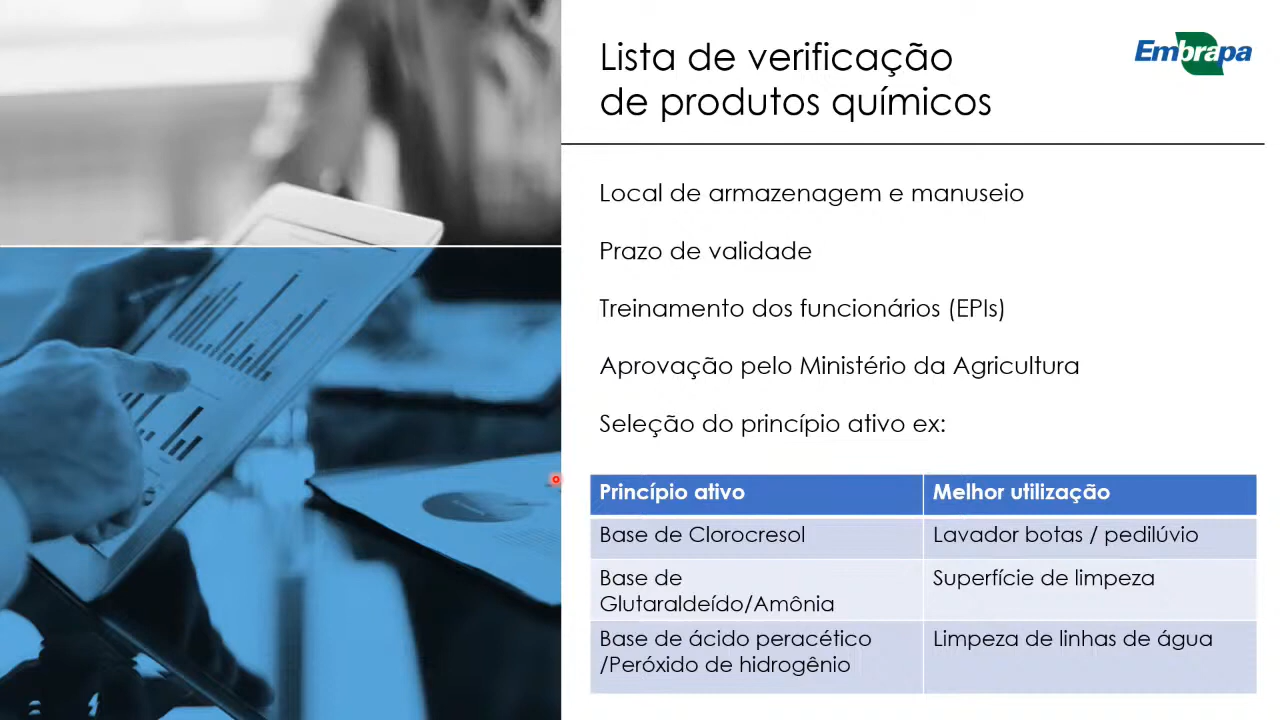 Lista de verificação
de produtos químicos
Embrapa
Local de armazenagem e manuseio
Prazo de validade
Treinamento dos funcionários (EPIs)
Aprovação pelo Ministério da Agricultura
Seleção do princípio ativo ex:
Princípio ativo
Melhor utilização
Base de Clorocresol
Lavador botas / pedilúvio
Base de
Glutaraldeído/Amônia
Superfície de limpeza
Base de ácido peracético
/Peróxido de hidrogênio
Limpeza de linhas de água